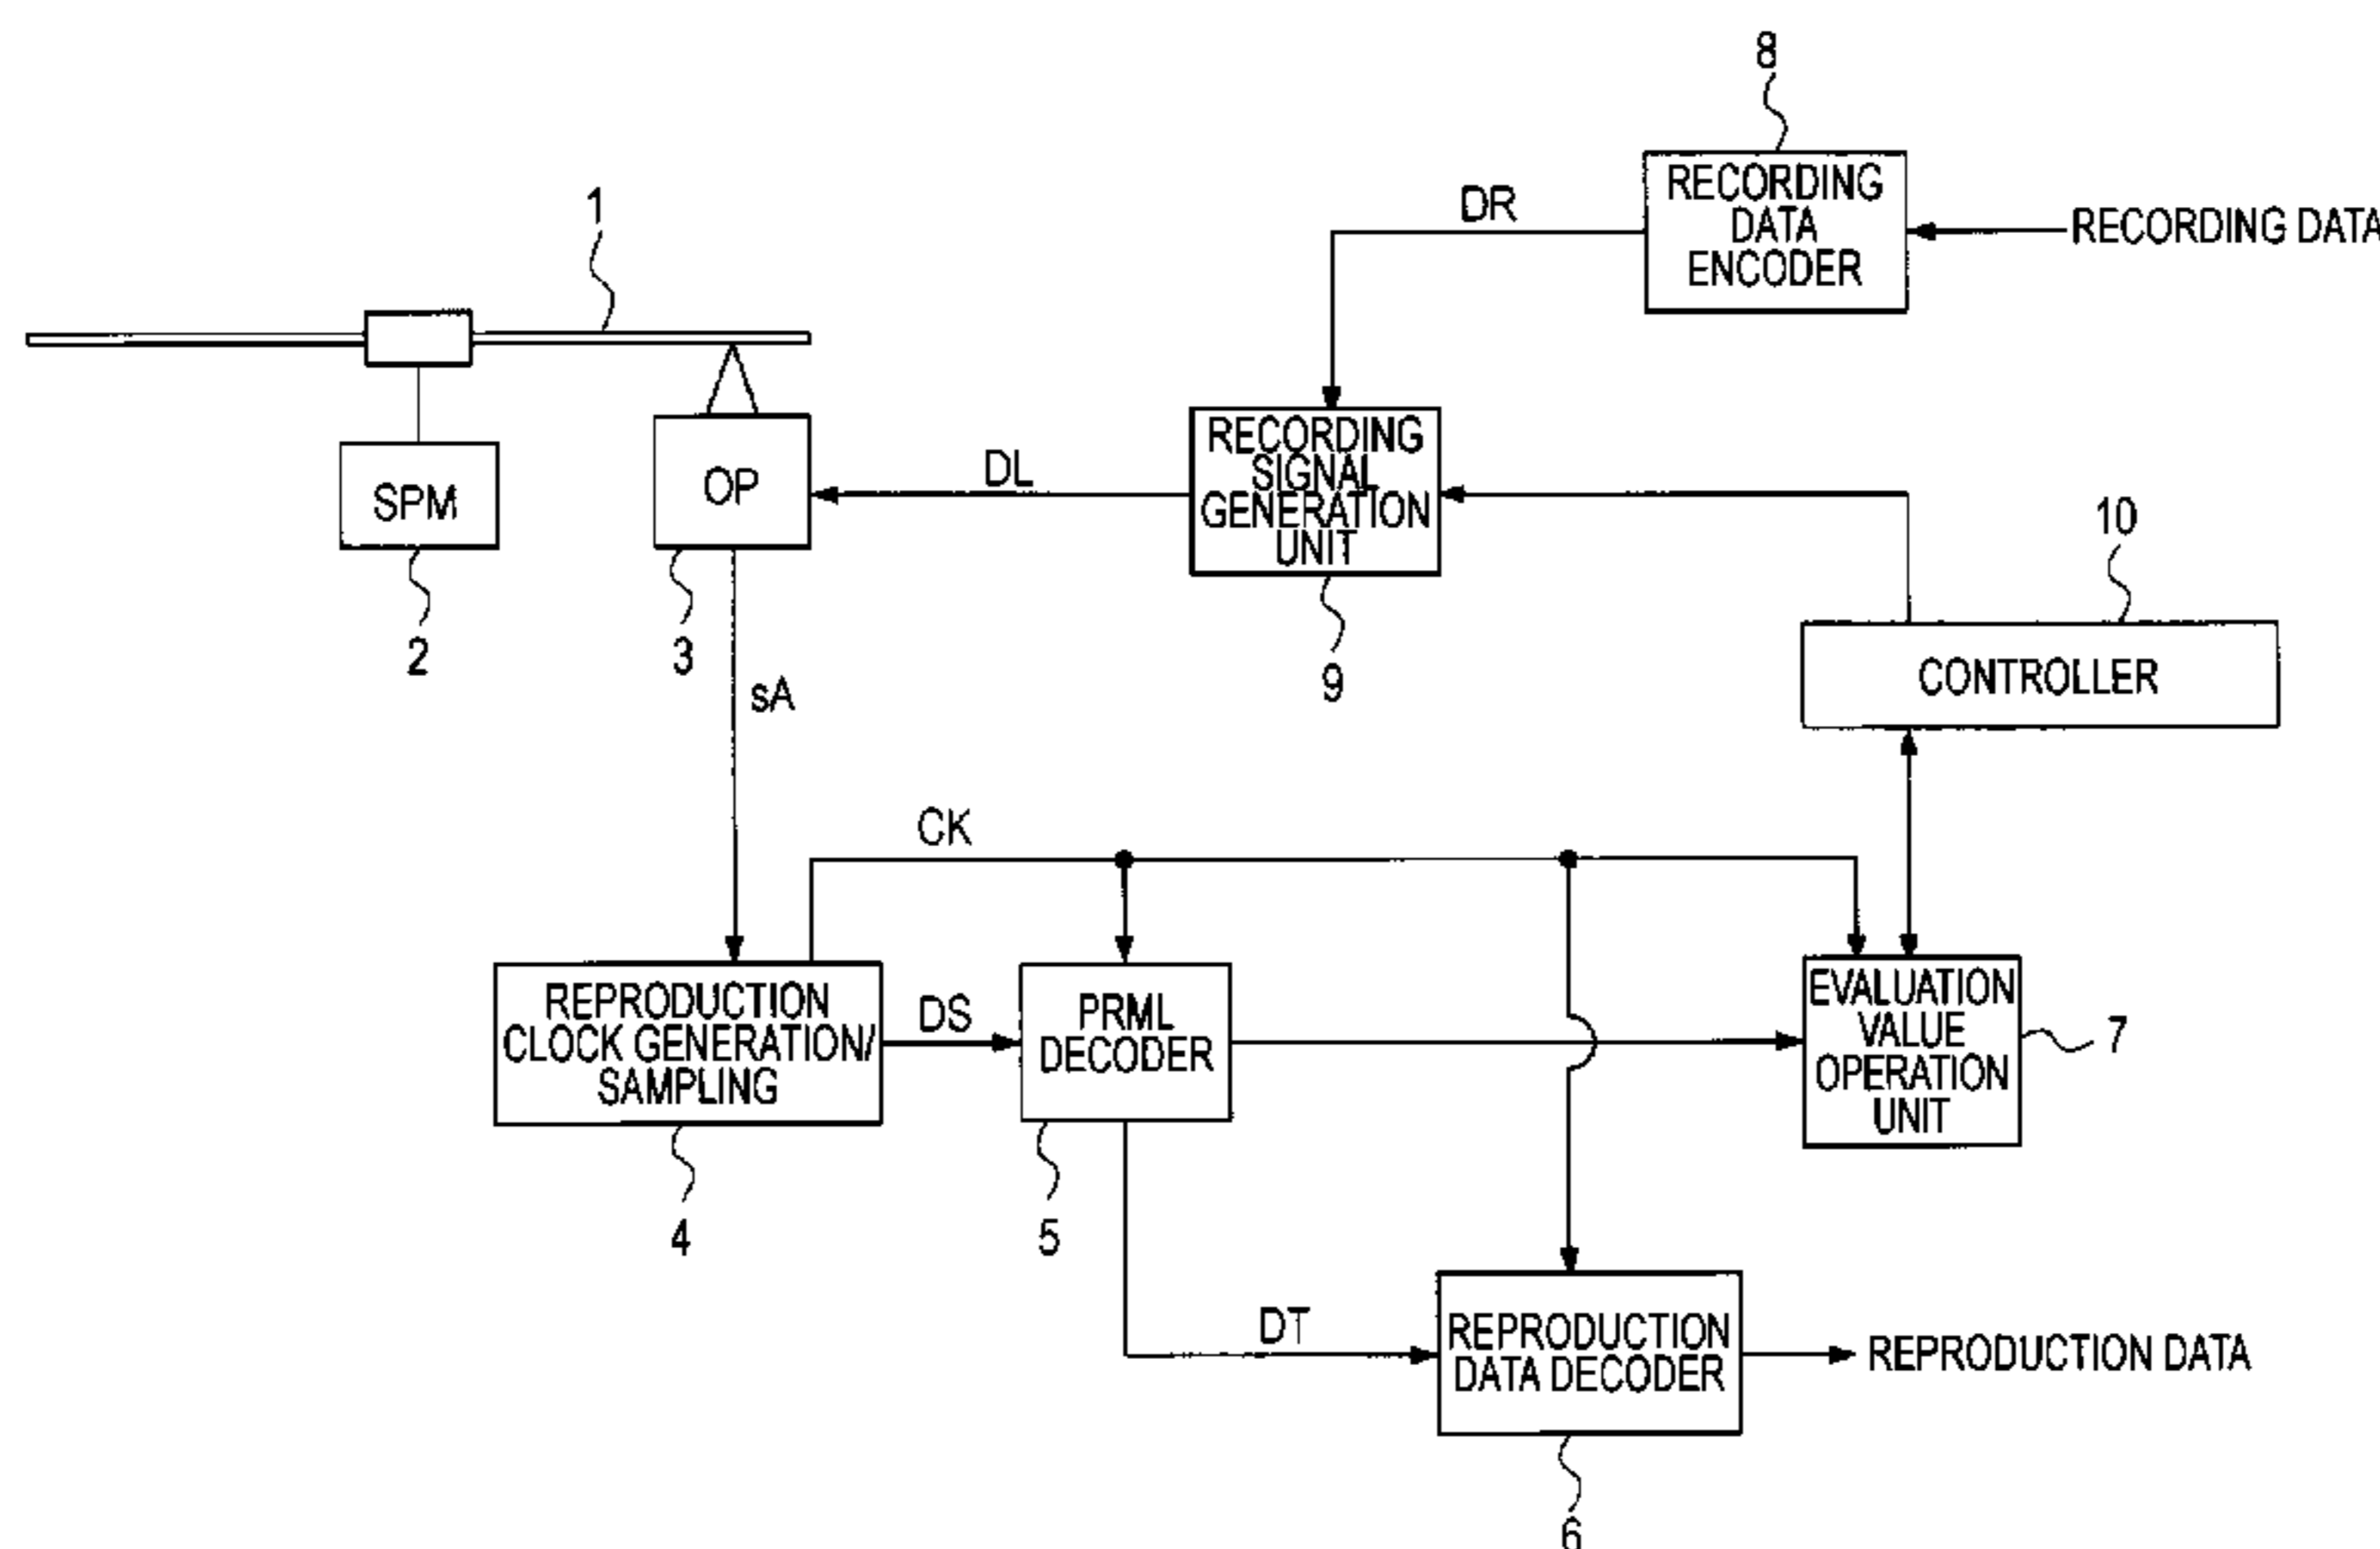 8
RECORDING
DATA
ENCODER
DR
RECORDING DATA
1
SPM
2
OP
3
DL
RECORDING
SIGNAL
GENERATION
UNIT
9
10
CONTROLLER
sA
CK
REPRODUCTION
CLOCK GENERATION/
SAMPLING
4
DS
PRML
DECODER
5
EVALUATION
VALUE
OPERATION
UNIT
7
DT
REPRODUCTION
DATA DECODER
REPRODUCTION DATA
6